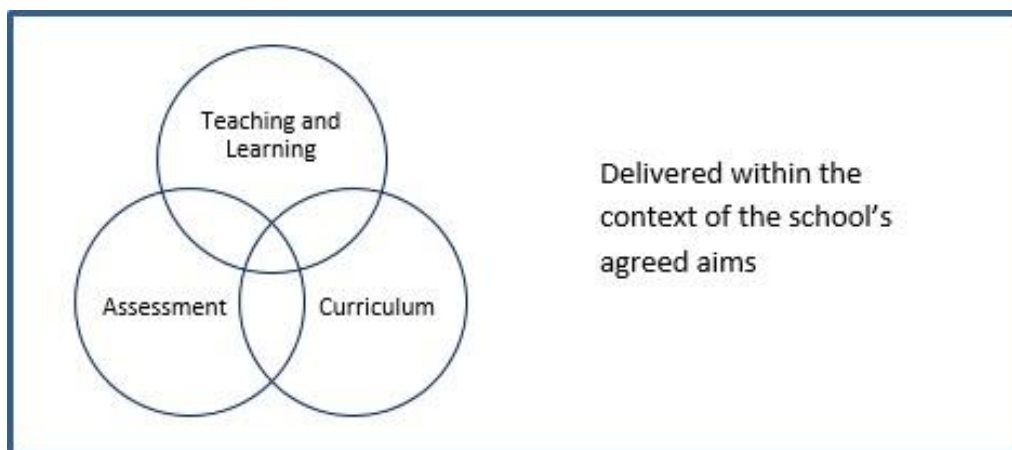 Teaching and
Learning
Assessment
Curriculum
Delivered within the
context of the school’s
agreed aims